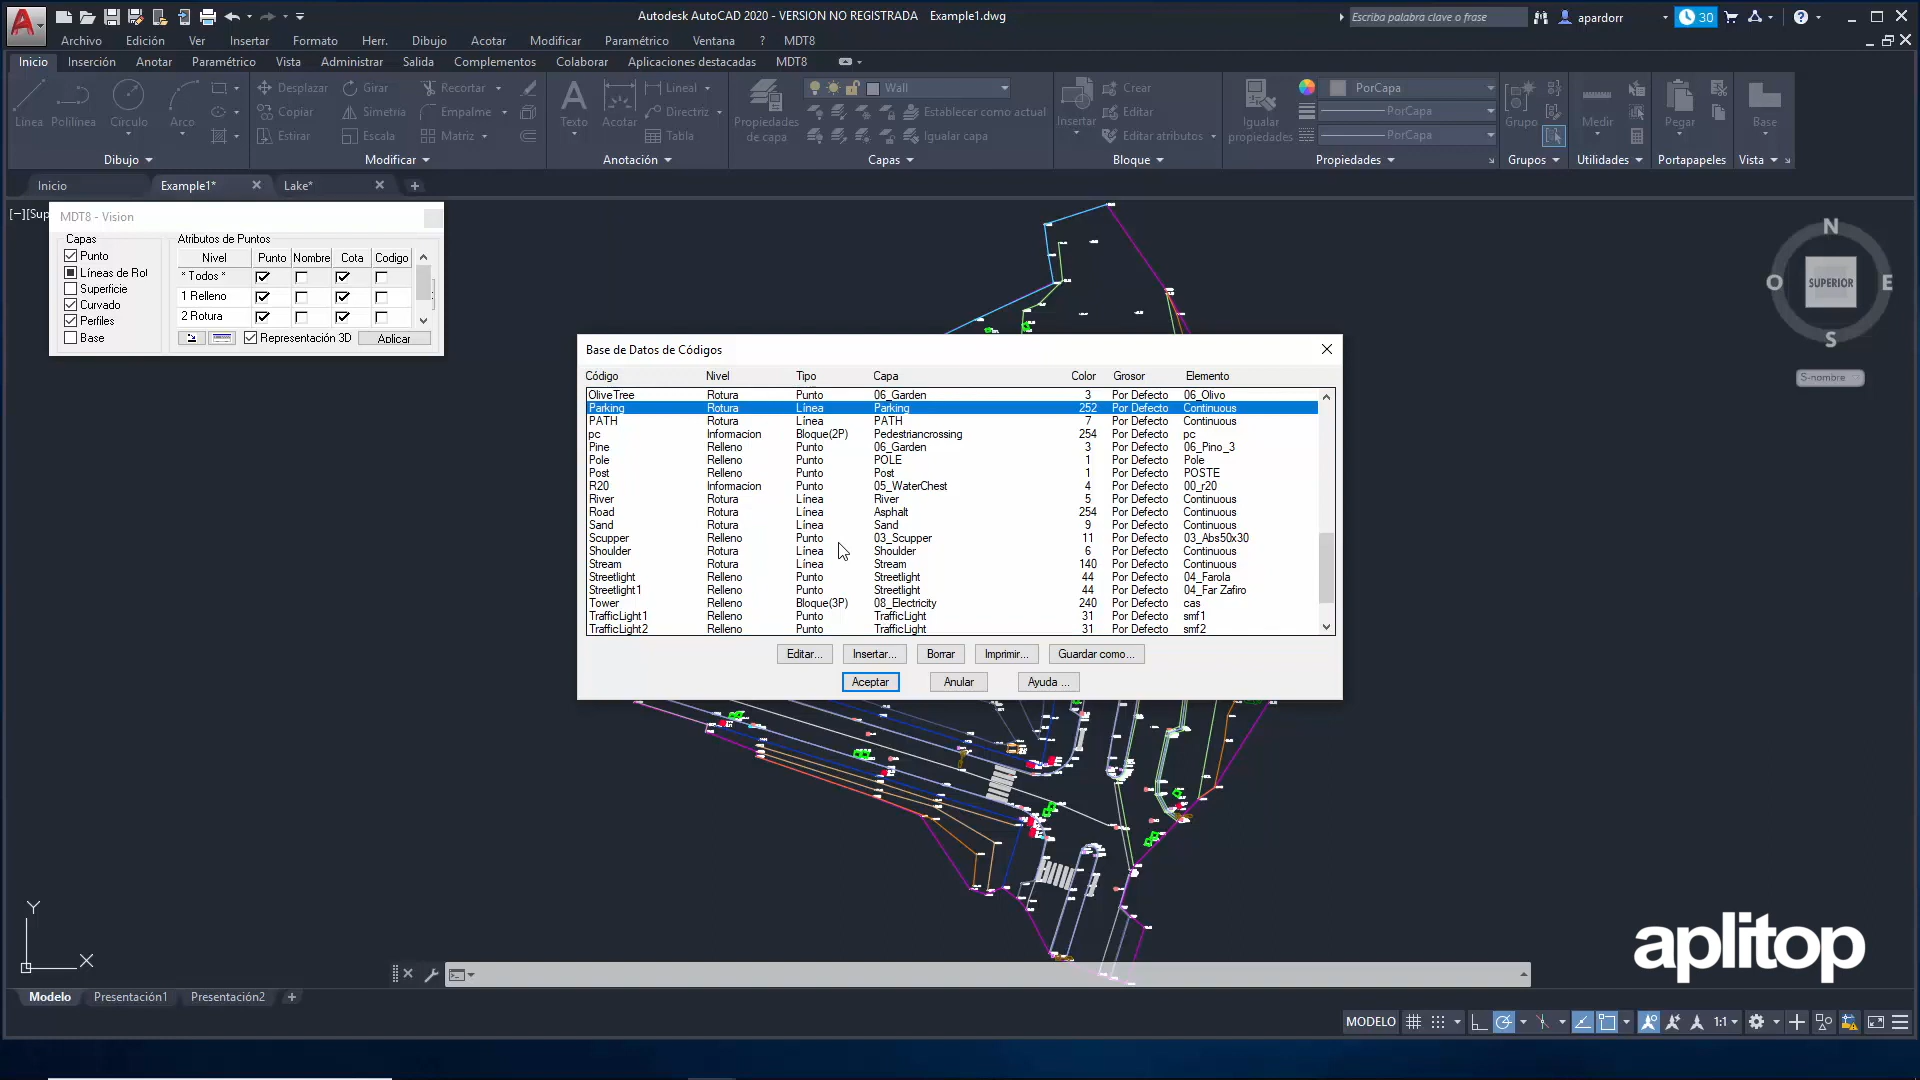 Autodesk AutoCAD 2020 - VERSION NO REGISTRADA Example1.dwg
Escriba palabra clave o frase
apardorr
30
Archivo Edición Ver Insertar Formato Herr. Dibujo Acotar Modificar Paramétrico Ventana ? MDT8
Inicio Inserción Anotar Paramétrico Vista Administrar Salida Complementos Colaborar Aplicaciones destacadas MDT8
Línea Polilínea Círculo Arco
Desplazar Girar Recortar
Copiar Simetría Empalme
Estirar Escala Matriz
Texto Acotar
Lineal
Directriz
Tabla
Propiedades de capa
Wall
Establecer como actual
Igualar capa
Insertar
Crear
Editar
Editar atributos
Igualar propiedades
PorCapa
PorCapa
PorCapa
Grupo
Medir
Pegar
Base
Dibujo Modificar Anotación Capas Bloque Propiedades Grupos Utilidades Portapapeles Vista
Inicio Example1* Lake*
[−][Sup
MDT8 - Vision
Capas
Punto
Líneas de Rot
Superficie
Curvado
Perfiles
Base
Atributos de Puntos
Nivel Punto Nombre Cota Codigo
* Todos *
1 Relleno
2 Rotura
Representación 3D
Aplicar
N
O SUPERIOR E
S
S-nombre
Base de Datos de Códigos
Código Nivel Tipo Capa Color Grosor Elemento
OliveTree Rotura Punto 06_Garden 3 Por Defecto 06_Olivo
Parking Rotura Línea Parking 252 Por Defecto Continuous
PATH Rotura Línea PATH 7 Por Defecto Continuous
pc Informacion Bloque(2P) Pedestriancrossing 254 Por Defecto pc
Pine Relleno Punto 06_Garden 3 Por Defecto 06_Pino_3
Pole Relleno Punto POLE 1 Por Defecto Pole
Post Relleno Punto Post 1 Por Defecto POSTE
R20 Informacion Punto 05_WaterChest 4 Por Defecto 00_r20
River Rotura Línea River 5 Por Defecto Continuous
Road Rotura Línea Asphalt 254 Por Defecto Continuous
Sand Rotura Línea Sand 9 Por Defecto Continuous
Scupper Relleno Punto 03_Scupper 11 Por Defecto 03_Abs50x30
Shoulder Rotura Línea Shoulder 6 Por Defecto Continuous
Stream Rotura Línea Stream 140 Por Defecto Continuous
Streetlight Relleno Punto Streetlight 44 Por Defecto 04_Farola
Streetlight1 Relleno Punto Streetlight 44 Por Defecto 04_Far Zafiro
Tower Relleno Bloque(3P) 08_Electricity 240 Por Defecto cas
TrafficLight1 Relleno Punto TrafficLight 31 Por Defecto smf1
TrafficLight2 Relleno Punto TrafficLight 31 Por Defecto smf2
Editar... Insertar... Borrar Imprimir... Guardar como...
Aceptar Anular Ayuda ...
Y
X
aplitop
Modelo Presentación1 Presentación2
MODELO
1:1